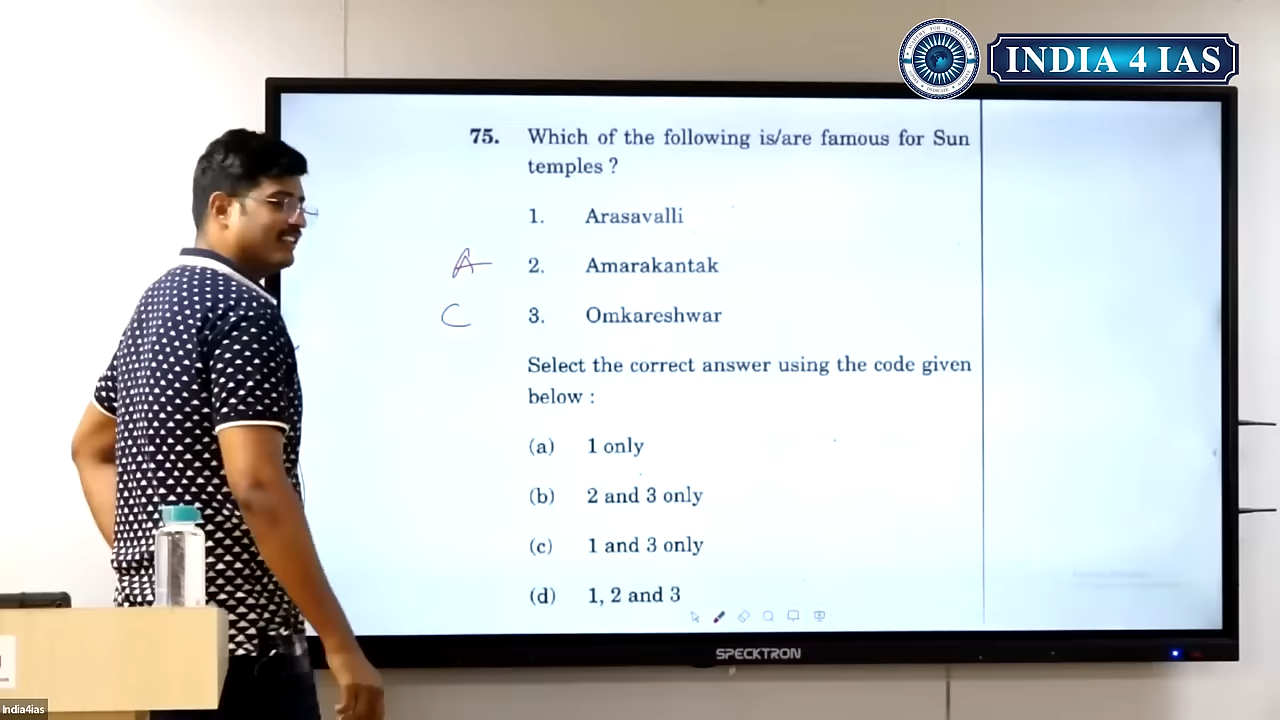 INDIA 4 IAS
75. Which of the following is/are famous for Sun
temples ?
1. Arasavalli
A 2. Amarakantak
C 3. Omkareshwar
Select the correct answer using the code given
below :
(a) 1 only
(b) 2 and 3 only
(c) 1 and 3 only
(d) 1, 2 and 3
SPECKTRON
India4ias